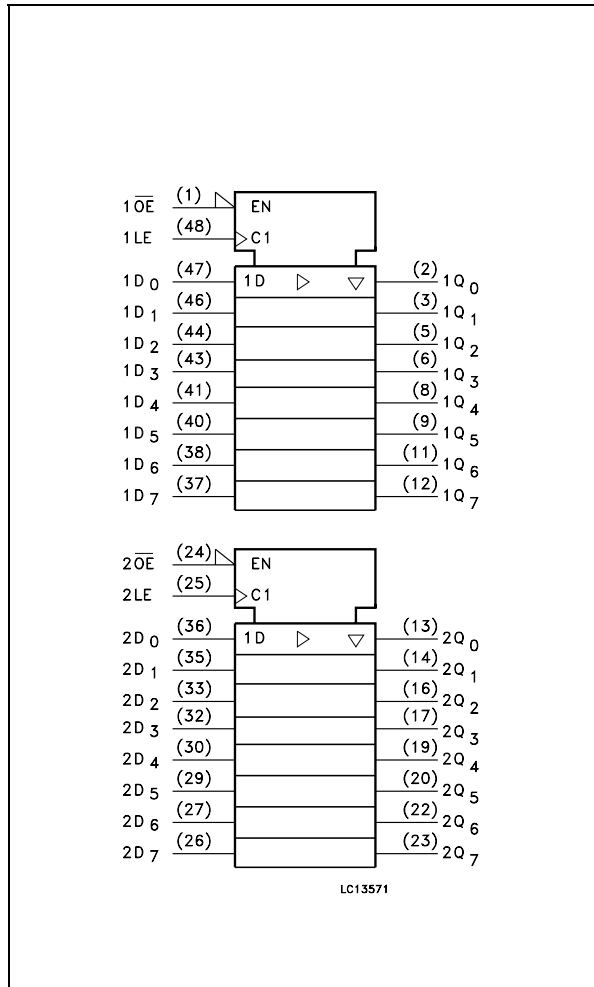 1OE (1) EN
1LE (48) C1
1D0 (47) 1D (2) 1Q0
1D1 (46) (3) 1Q1
1D2 (44) (5) 1Q2
1D3 (43) (6) 1Q3
1D4 (41) (8) 1Q4
1D5 (40) (9) 1Q5
1D6 (38) (11) 1Q6
1D7 (37) (12) 1Q7
2OE (24) EN
2LE (25) C1
2D0 (36) 1D (13) 2Q0
2D1 (35) (14) 2Q1
2D2 (33) (16) 2Q2
2D3 (32) (17) 2Q3
2D4 (30) (19) 2Q4
2D5 (29) (20) 2Q5
2D6 (27) (22) 2Q6
2D7 (26) (23) 2Q7
LC13571